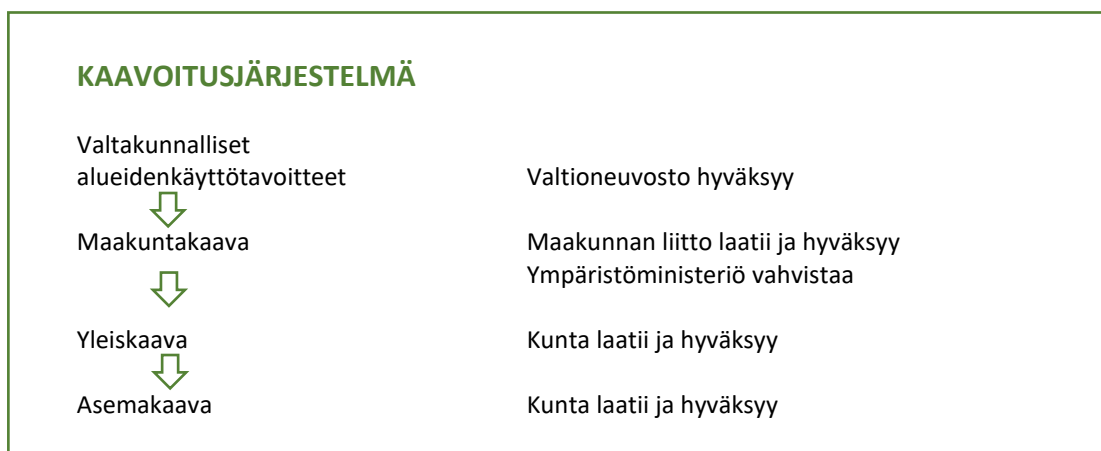 KAAVOITUSJÄRJESTELMÄ
Valtakunnalliset
alueidenkäyttötavoitteet Valtioneuvosto hyväksyy
Maakuntakaava Maakunnan liitto laatii ja hyväksyy
Ympäristöministeriö vahvistaa
Yleiskaava Kunta laatii ja hyväksyy
Asemakaava Kunta laatii ja hyväksyy